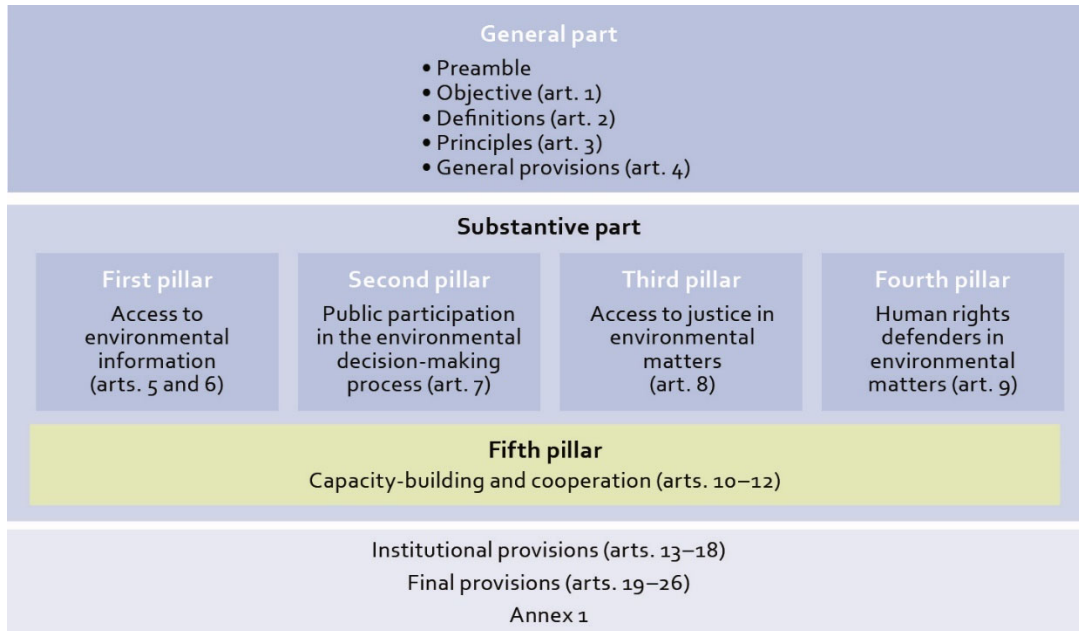 General part
• Preamble
• Objective (art. 1)
• Definitions (art. 2)
• Principles (art. 3)
• General provisions (art. 4)
Substantive part
First pillar
Access to
environmental
information
(arts. 5 and 6)
Second pillar
Public participation
in the environmental
decision-making
process (art. 7)
Third pillar
Access to justice in
environmental
matters
(art. 8)
Fourth pillar
Human rights
defenders in
environmental
matters (art. 9)
Fifth pillar
Capacity-building and cooperation (arts. 10–12)
Institutional provisions (arts. 13–18)
Final provisions (arts. 19–26)
Annex 1